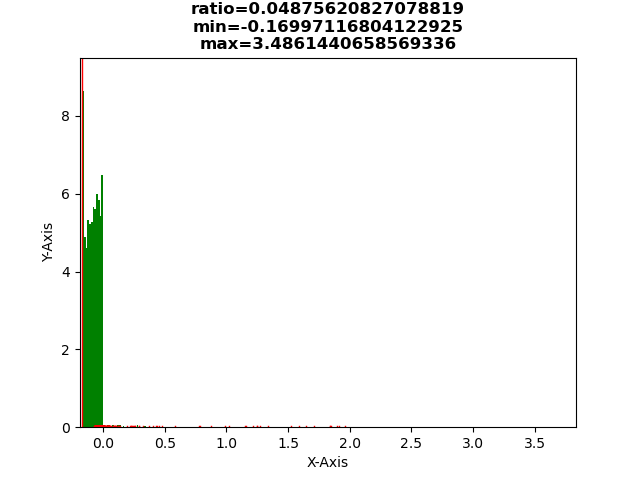 ratio=0.04875620827078819
min=-0.16997116804122925
max=3.4861440658569336
8
6
4
2
0
Y-Axis
0.0 0.5 1.0 1.5 2.0 2.5 3.0 3.5
X-Axis